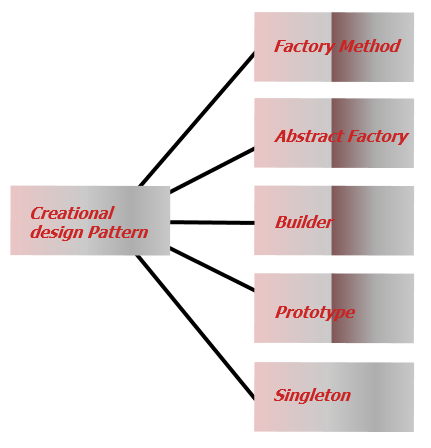 Factory Method
Abstract Factory
Creational
design Pattern
Builder
Prototype
Singleton